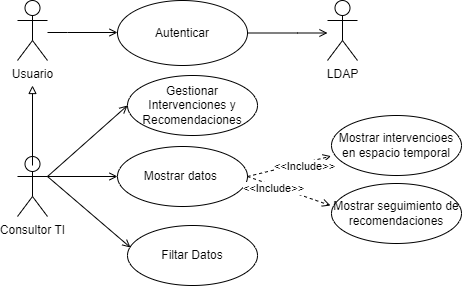 Autenticar
Usuario
LDAP
Gestionar
Intervenciones y
Recomendaciones
Mostrar intervencioes
en espacio temporal
<<Include>>
Mostrar datos
<<Include>>
Mostrar seguimiento de
recomendaciones
Consultor TI
Filtar Datos